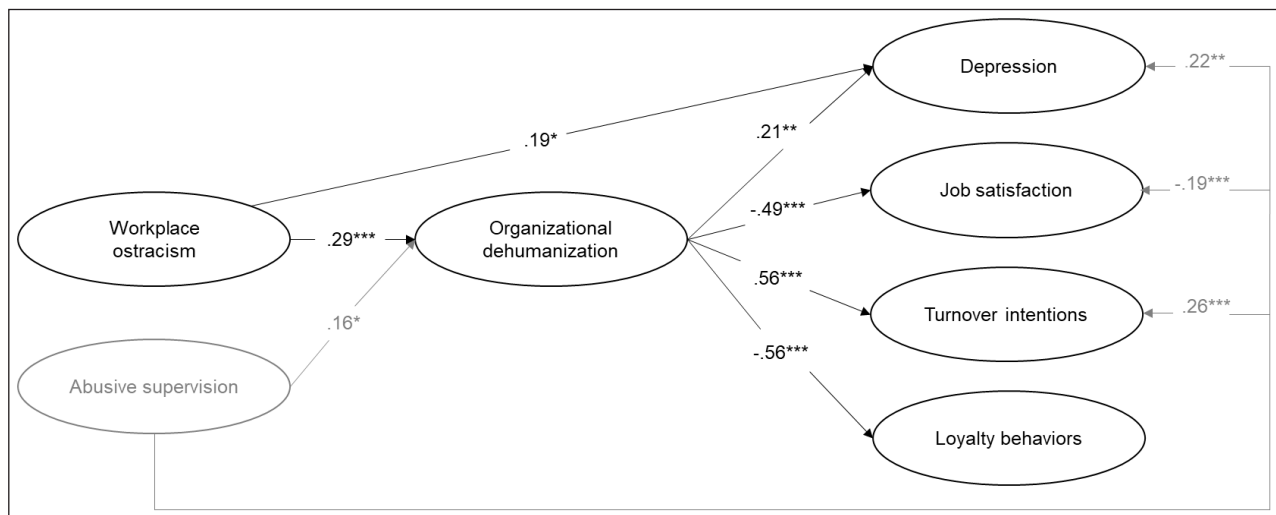 Depression
.22**
.21**
.19*
Job satisfaction
-.19***
-.49***
Workplace
ostracism
.29***
Organizational
dehumanization
.56***
Turnover intentions
.26***
.16*
-.56***
Abusive supervision
Loyalty behaviors